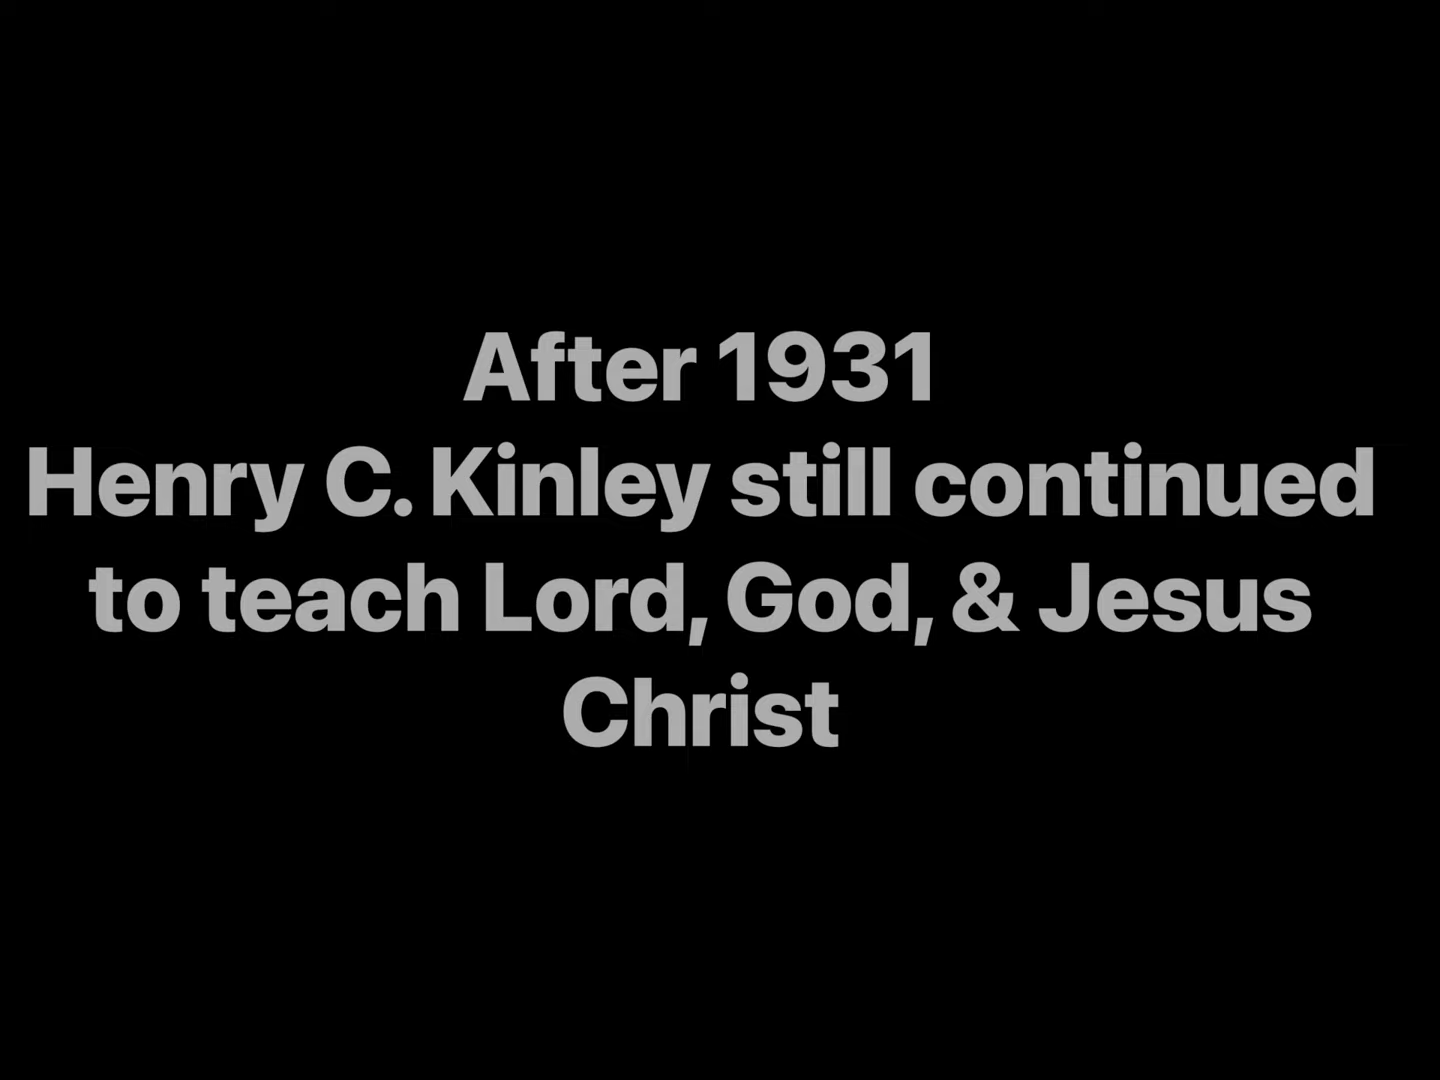 After 1931
Henry C. Kinley still continued
to teach Lord, God, & Jesus
Christ